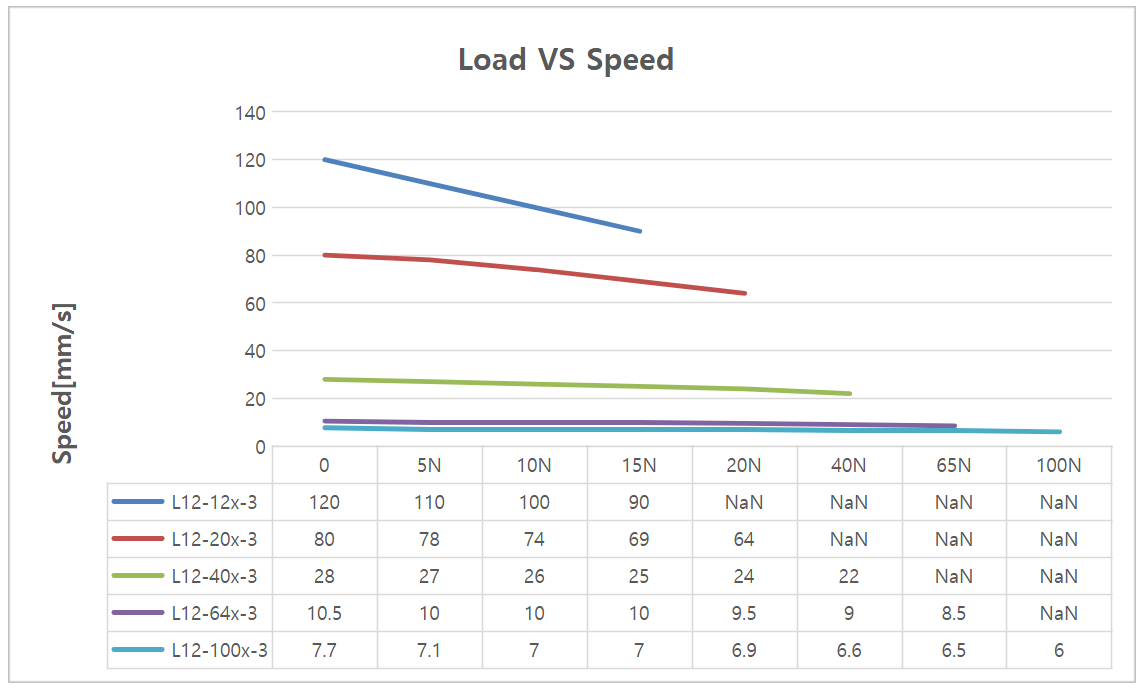 Load VS Speed
Speed[mm/s]
140
120
100
80
60
40
20
0
0 5N 10N 15N 20N 40N 65N 100N
L12-12x-3 120 110 100 90 NaN NaN NaN NaN
L12-20x-3 80 78 74 69 64 NaN NaN NaN
L12-40x-3 28 27 26 25 24 22 NaN NaN
L12-64x-3 10.5 10 10 10 9.5 9 8.5 NaN
L12-100x-3 7.7 7.1 7 7 6.9 6.6 6.5 6